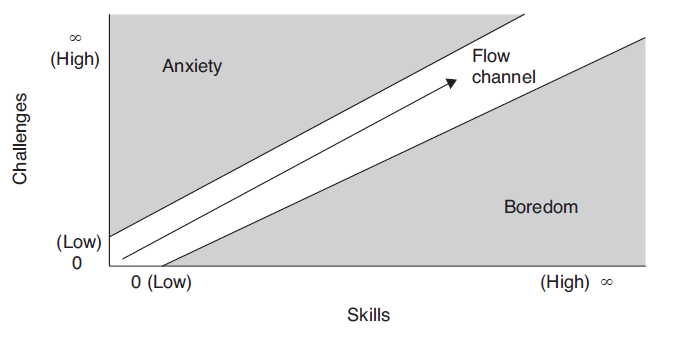 ∞
(High)
Anxiety
Flow
channel
Challenges
Boredom
(Low)
0
0 (Low)
(High) ∞
Skills